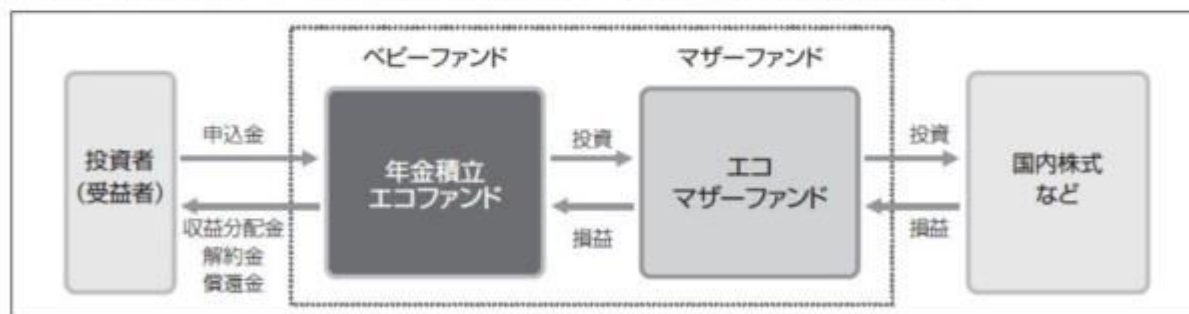 ベビーファンド
マザーファンド
投資者
(受益者)
申込金
収益分配金
解約金
償還金
年金積立
エコファンド
投資
損益
エコ
マザーファンド
投資
損益
国内株式
など